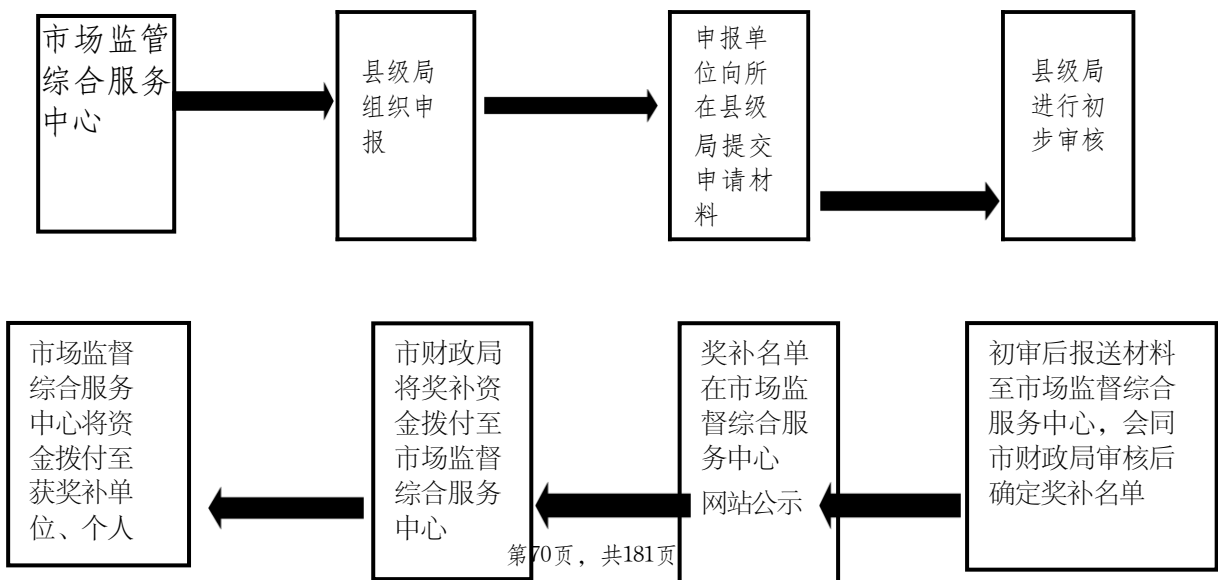 市场监管
综合服务
中心
县级局
组织申
报
申报单
位向所
在县级
局提交
申请材
料
县级局
进行初
步审核
市场监督
综合服务
中心将资
金拨付至
获奖补单
位、个人
市财政局
将奖补资
金拨付至
市场监督
综合服务
中心
奖补名单
在市场监
督综合服
务中心
网站公示
初审后报送材料
至市场监督综合
服务中心，会同
市财政局审核后
确定奖补名单
第70页，共181页